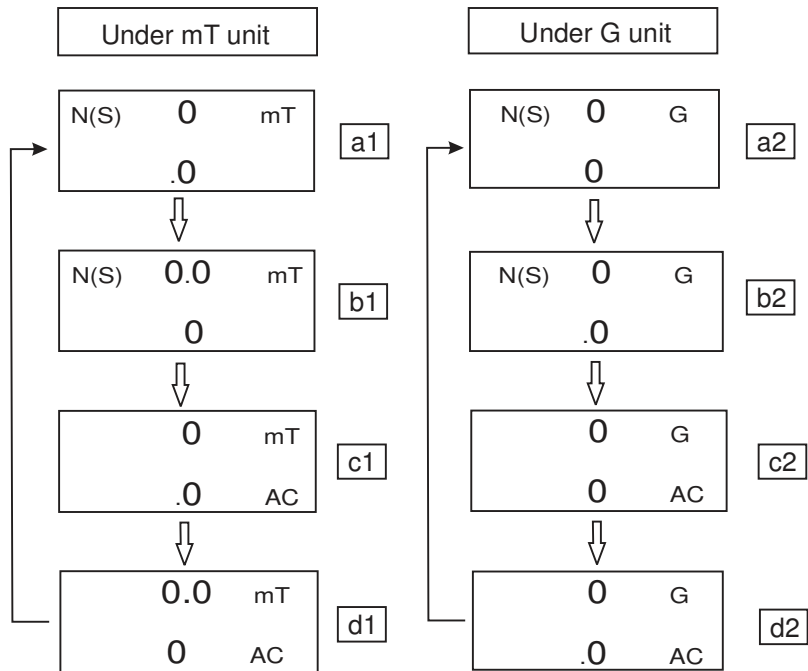 Under mT unit
N(S) 0 mT
.0
a1
N(S) 0.0 mT
0
b1
0 mT
.0 AC
c1
0.0 mT
0 AC
d1
Under G unit
N(S) 0 G
0
a2
N(S) 0 G
.0
b2
0 G
0 AC
c2
0 G
.0 AC
d2